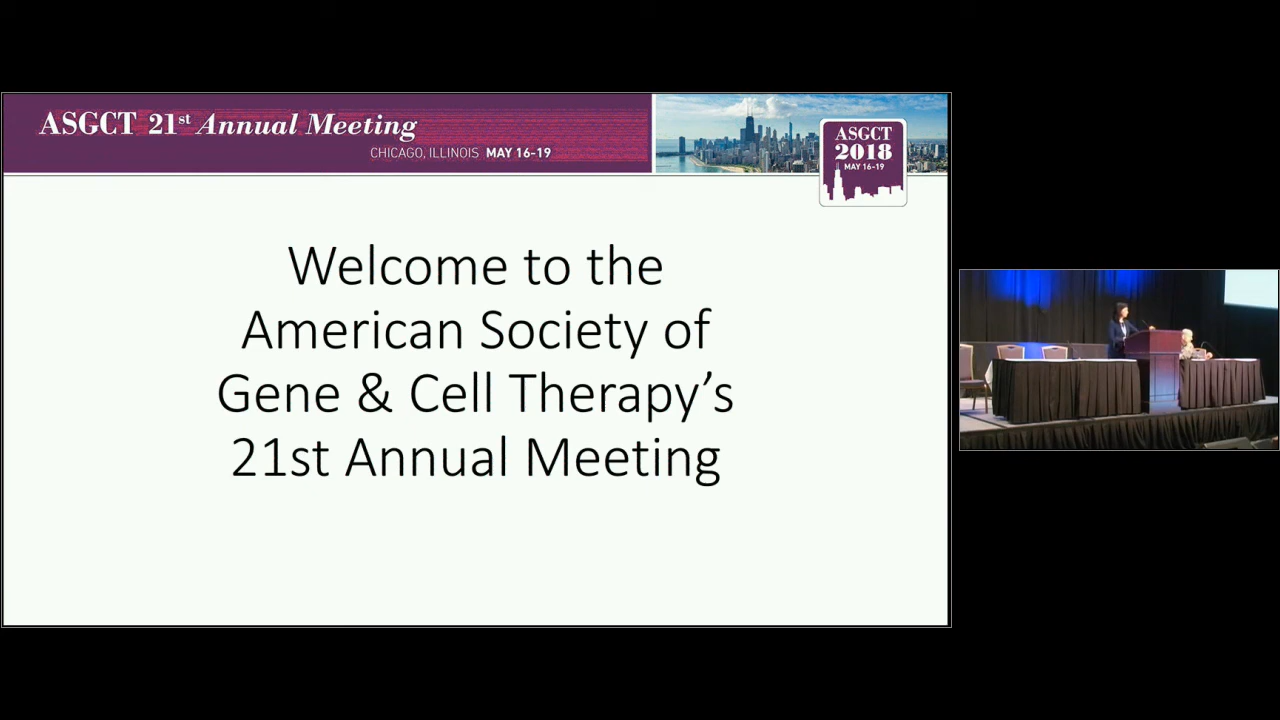 ASGCT 21st Annual Meeting
CHICAGO, ILLINOIS MAY 16-19
ASGCT
2018
MAY 16-19
Welcome to the
American Society of
Gene & Cell Therapy’s
21st Annual Meeting